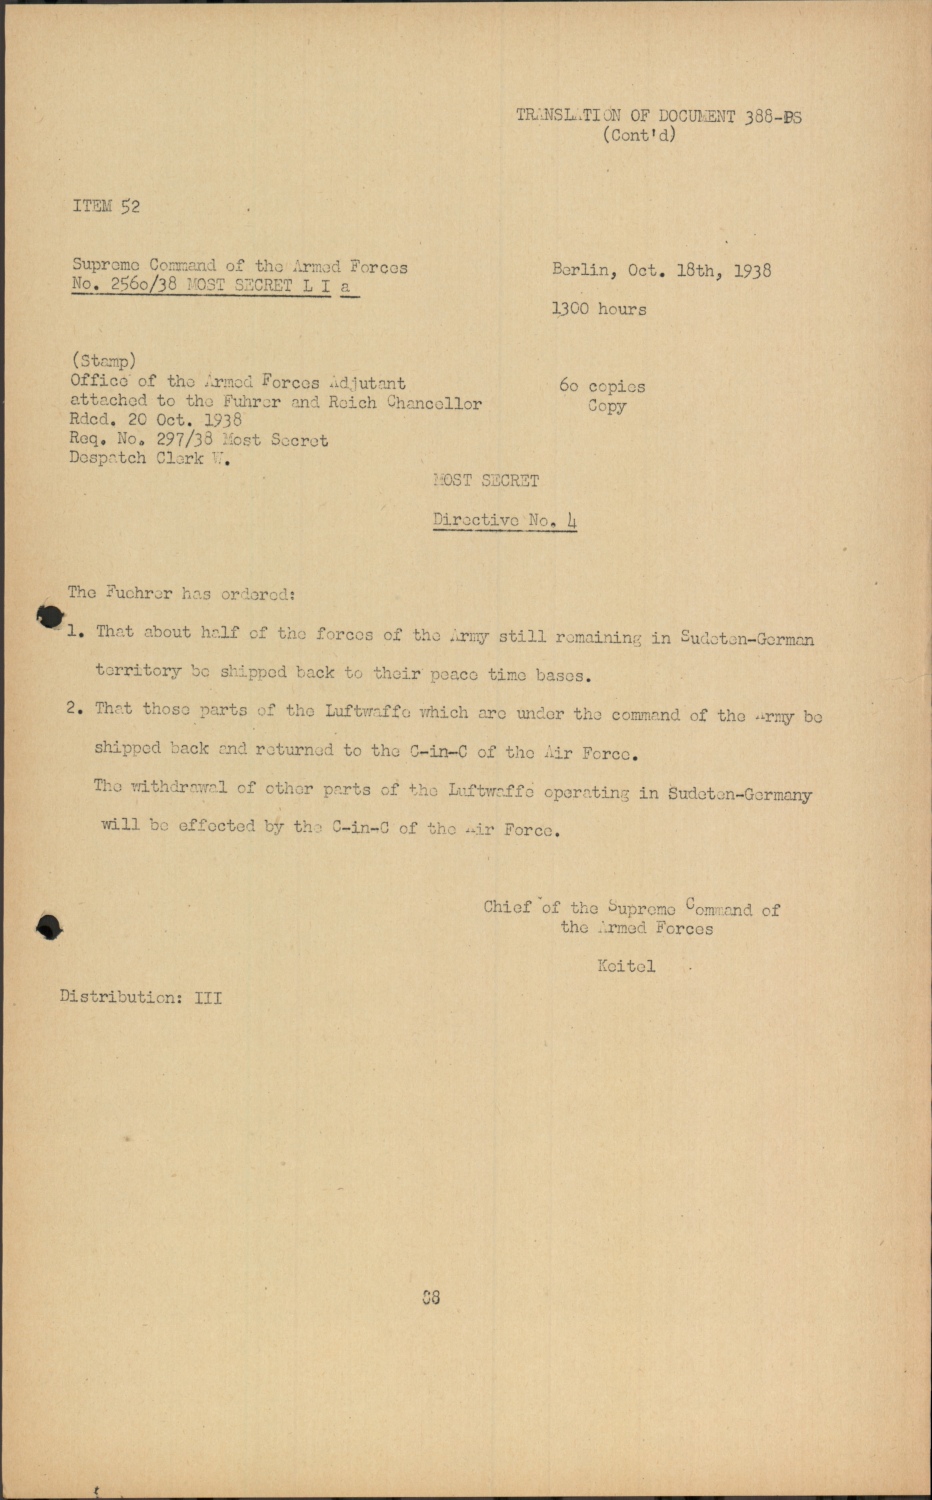 TRANSLATION OF DOCUMENT 388-PS
(Cont'd)
ITEM 52
Supreme Command of the Armed Forces
No. 2560/38 MOST SECRET L I a
Berlin, Oct. 18th, 1938
1300 hours
(Stamp)
Office of the Armed Forces Adjutant
attached to the Fuhrer and Reich Chancellor
Rdcd. 20 Oct. 1938
Req. No. 297/38 Most Secret
Despatch Clerk W.
60 copies
Copy
MOST SECRET
Directive No. 4
The Fuehrer has ordered:
1. That about half of the forces of the Army still remaining in Sudeten-German
territory be shipped back to their peace time bases.
2. That those parts of the Luftwaffe which are under the command of the Army be
shipped back and returned to the C-in-C of the Air Force.
The withdrawal of other parts of the Luftwaffe operating in Sudeten-Germany
will be effected by the C-in-C of the Air Force.
Chief of the Supreme Command of
the Armed Forces
Keitel
Distribution: III
88